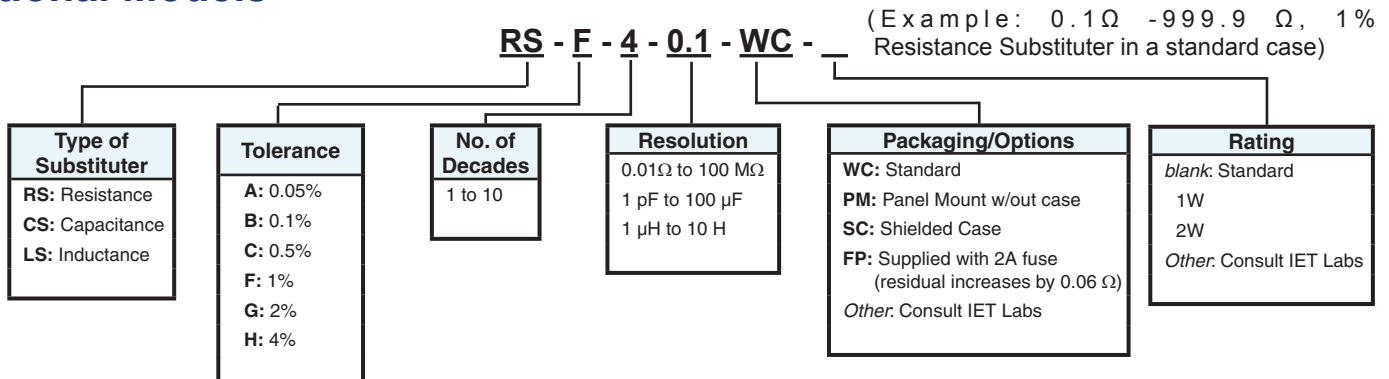 (Example: 0.1Ω -999.9 Ω, 1%
Resistance Substituter in a standard case)
RS - F - 4 - 0.1 - WC - __
Type of
Substituter
RS: Resistance
CS: Capacitance
LS: Inductance
Tolerance
A: 0.05%
B: 0.1%
C: 0.5%
F: 1%
G: 2%
H: 4%
No. of
Decades
1 to 10
Resolution
0.01Ω to 100 MΩ
1 pF to 100 µF
1 µH to 10 H
Packaging/Options
WC: Standard
PM: Panel Mount w/out case
SC: Shielded Case
FP: Supplied with 2A fuse
(residual increases by 0.06 Ω)
Other: Consult IET Labs
Rating
blank: Standard
1W
2W
Other: Consult IET Labs